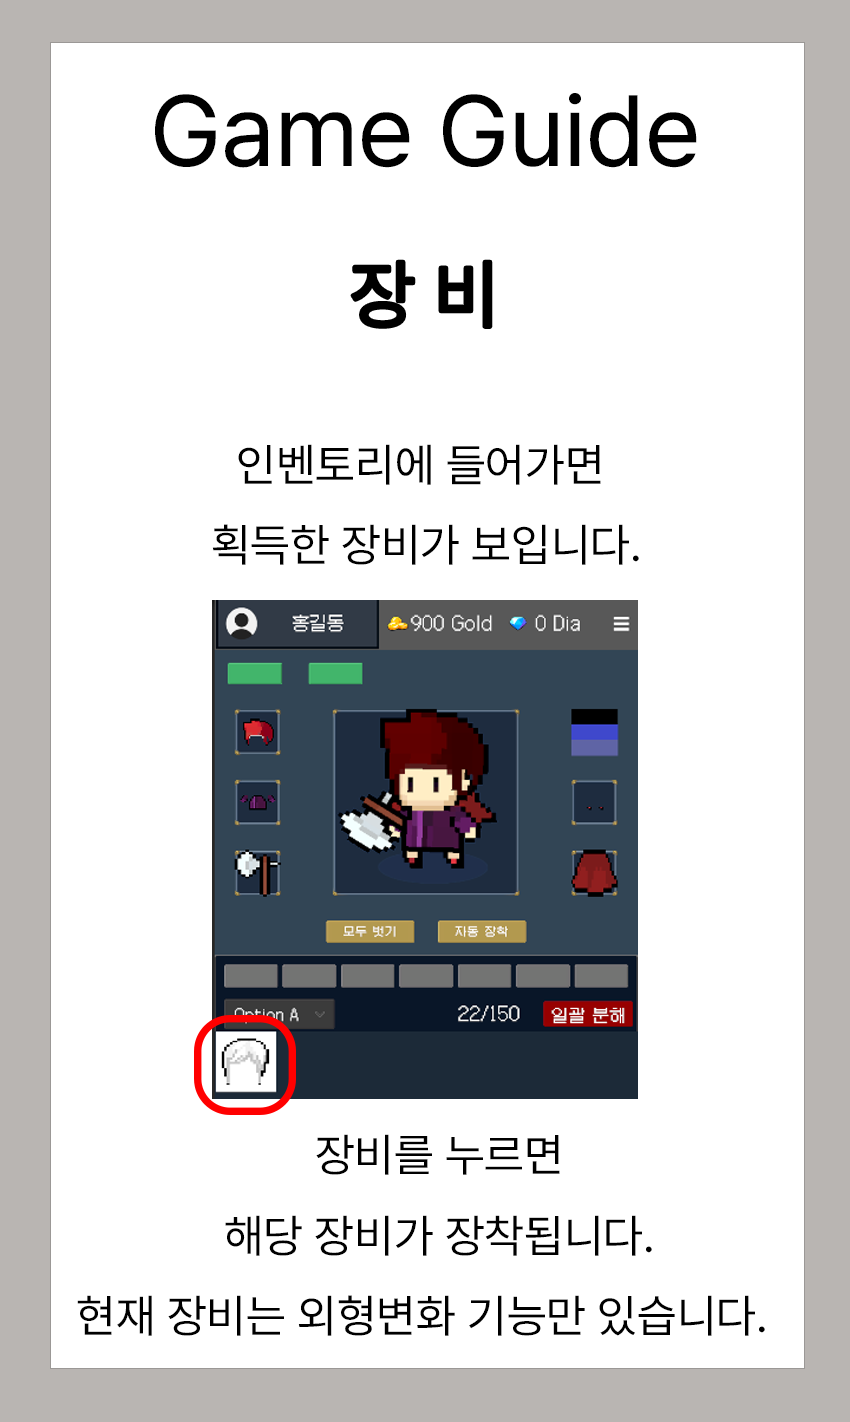 Game Guide
장 비
인벤토리에 들어가면
획득한 장비가 보입니다.
홍길동
900 Gold
0 Dia
모두 벗기
자동 장착
Option A
22/150
일괄 분해
장비를 누르면
해당 장비가 장착됩니다.
현재 장비는 외형변화 기능만 있습니다.